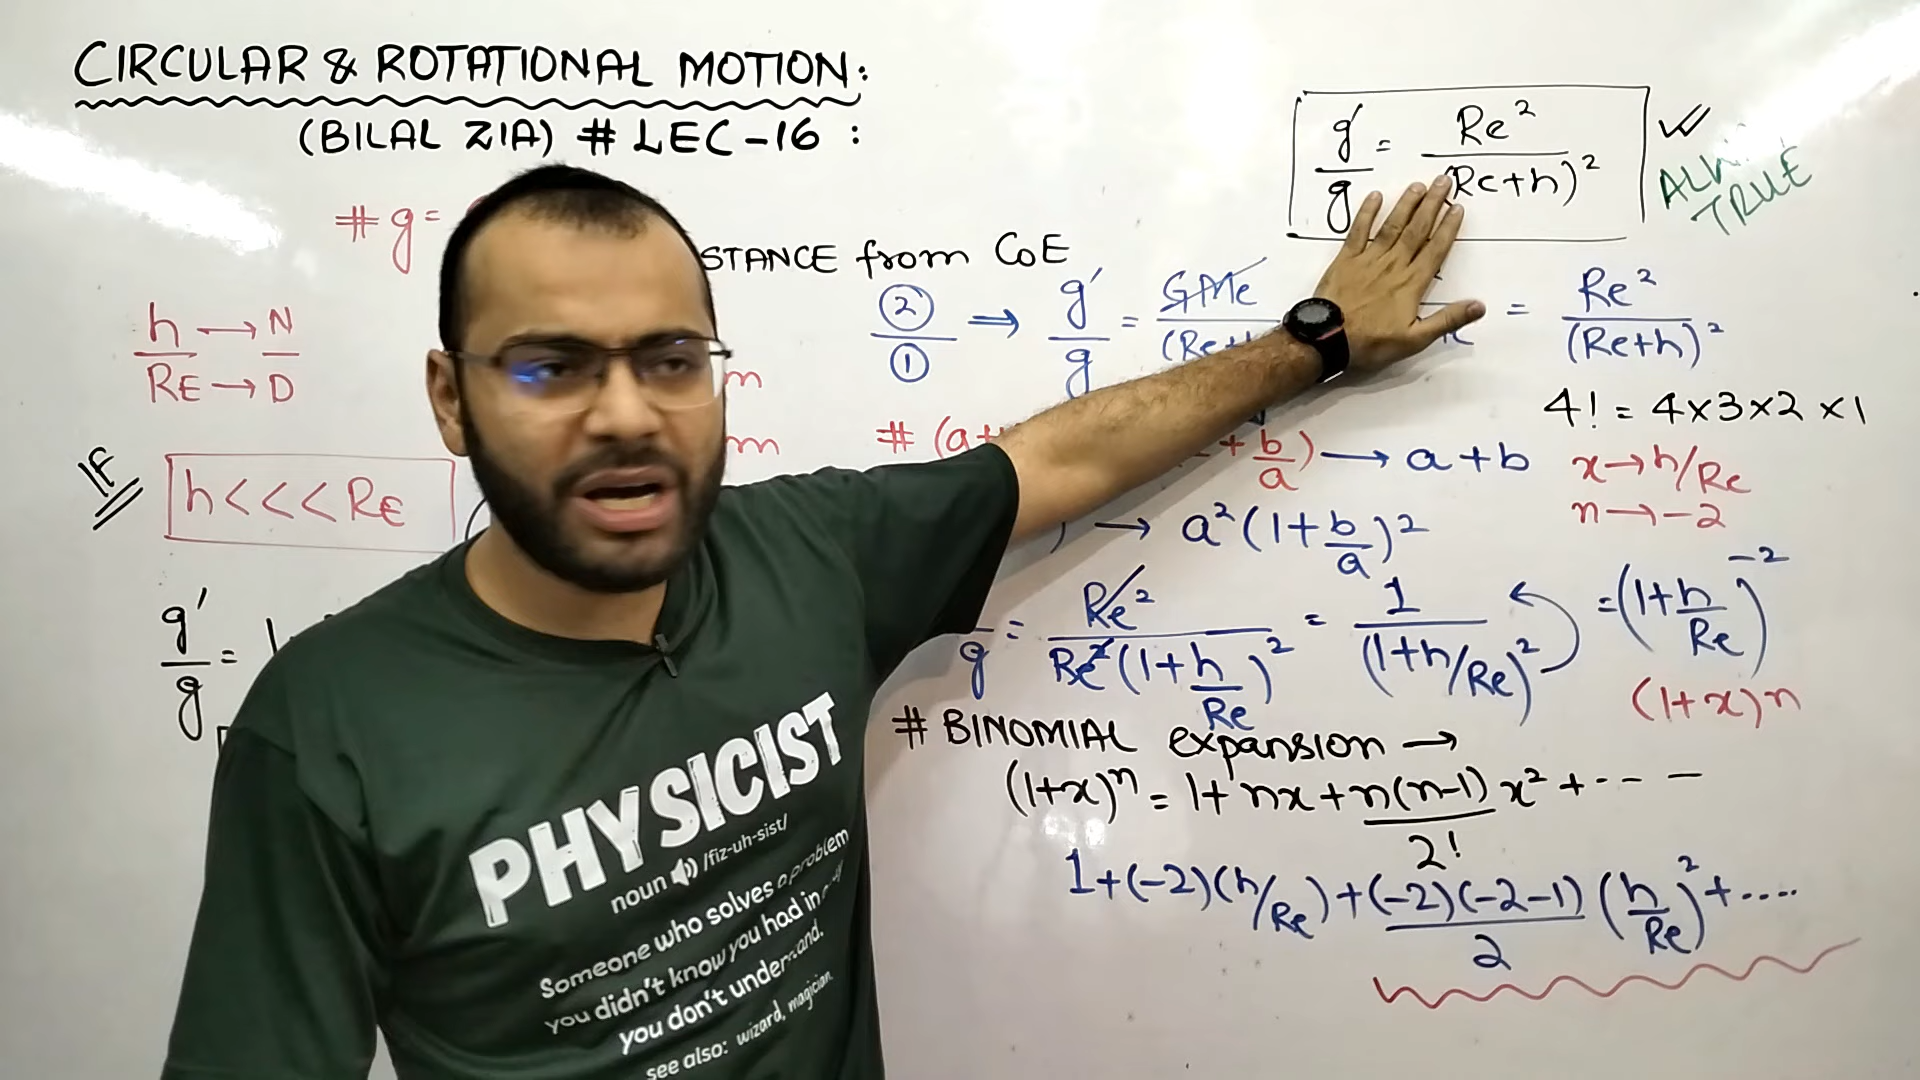 CIRCULAR & ROTATIONAL MOTION:
(BILAL ZIA) # LEC-16 :
# g =
STANCE from CoE
g'/g = Re²/(Re+h)²
TRUE
h → N
RE → D
②/① ⇒ g'/g = GMe/(Re+ = Re²/(Re+h)²
m
m
4! = 4×3×2×1
# (a+ + b/a) → a+b
x → h/Re
n → -2
IF
h<<<RE
) → a²(1+b/a)²
g'/g =
g = Re²/Re²(1+h/Re)² = 1/(1+h/Re)² = (1+h/Re)⁻²
(1+x)n
# BINOMIAL expansion →
(1+x)ⁿ = 1+nx+n(n-1)/2! x² + ---- -
1+(-2)(h/Re)+(-2)(-2-1)/2 (h/Re)² + ....
PHYSICIST
noun /fiz-uh-sist/
Someone who solves a problem
you didn't know you had in
you don't understand.
see also: wizard, magician.